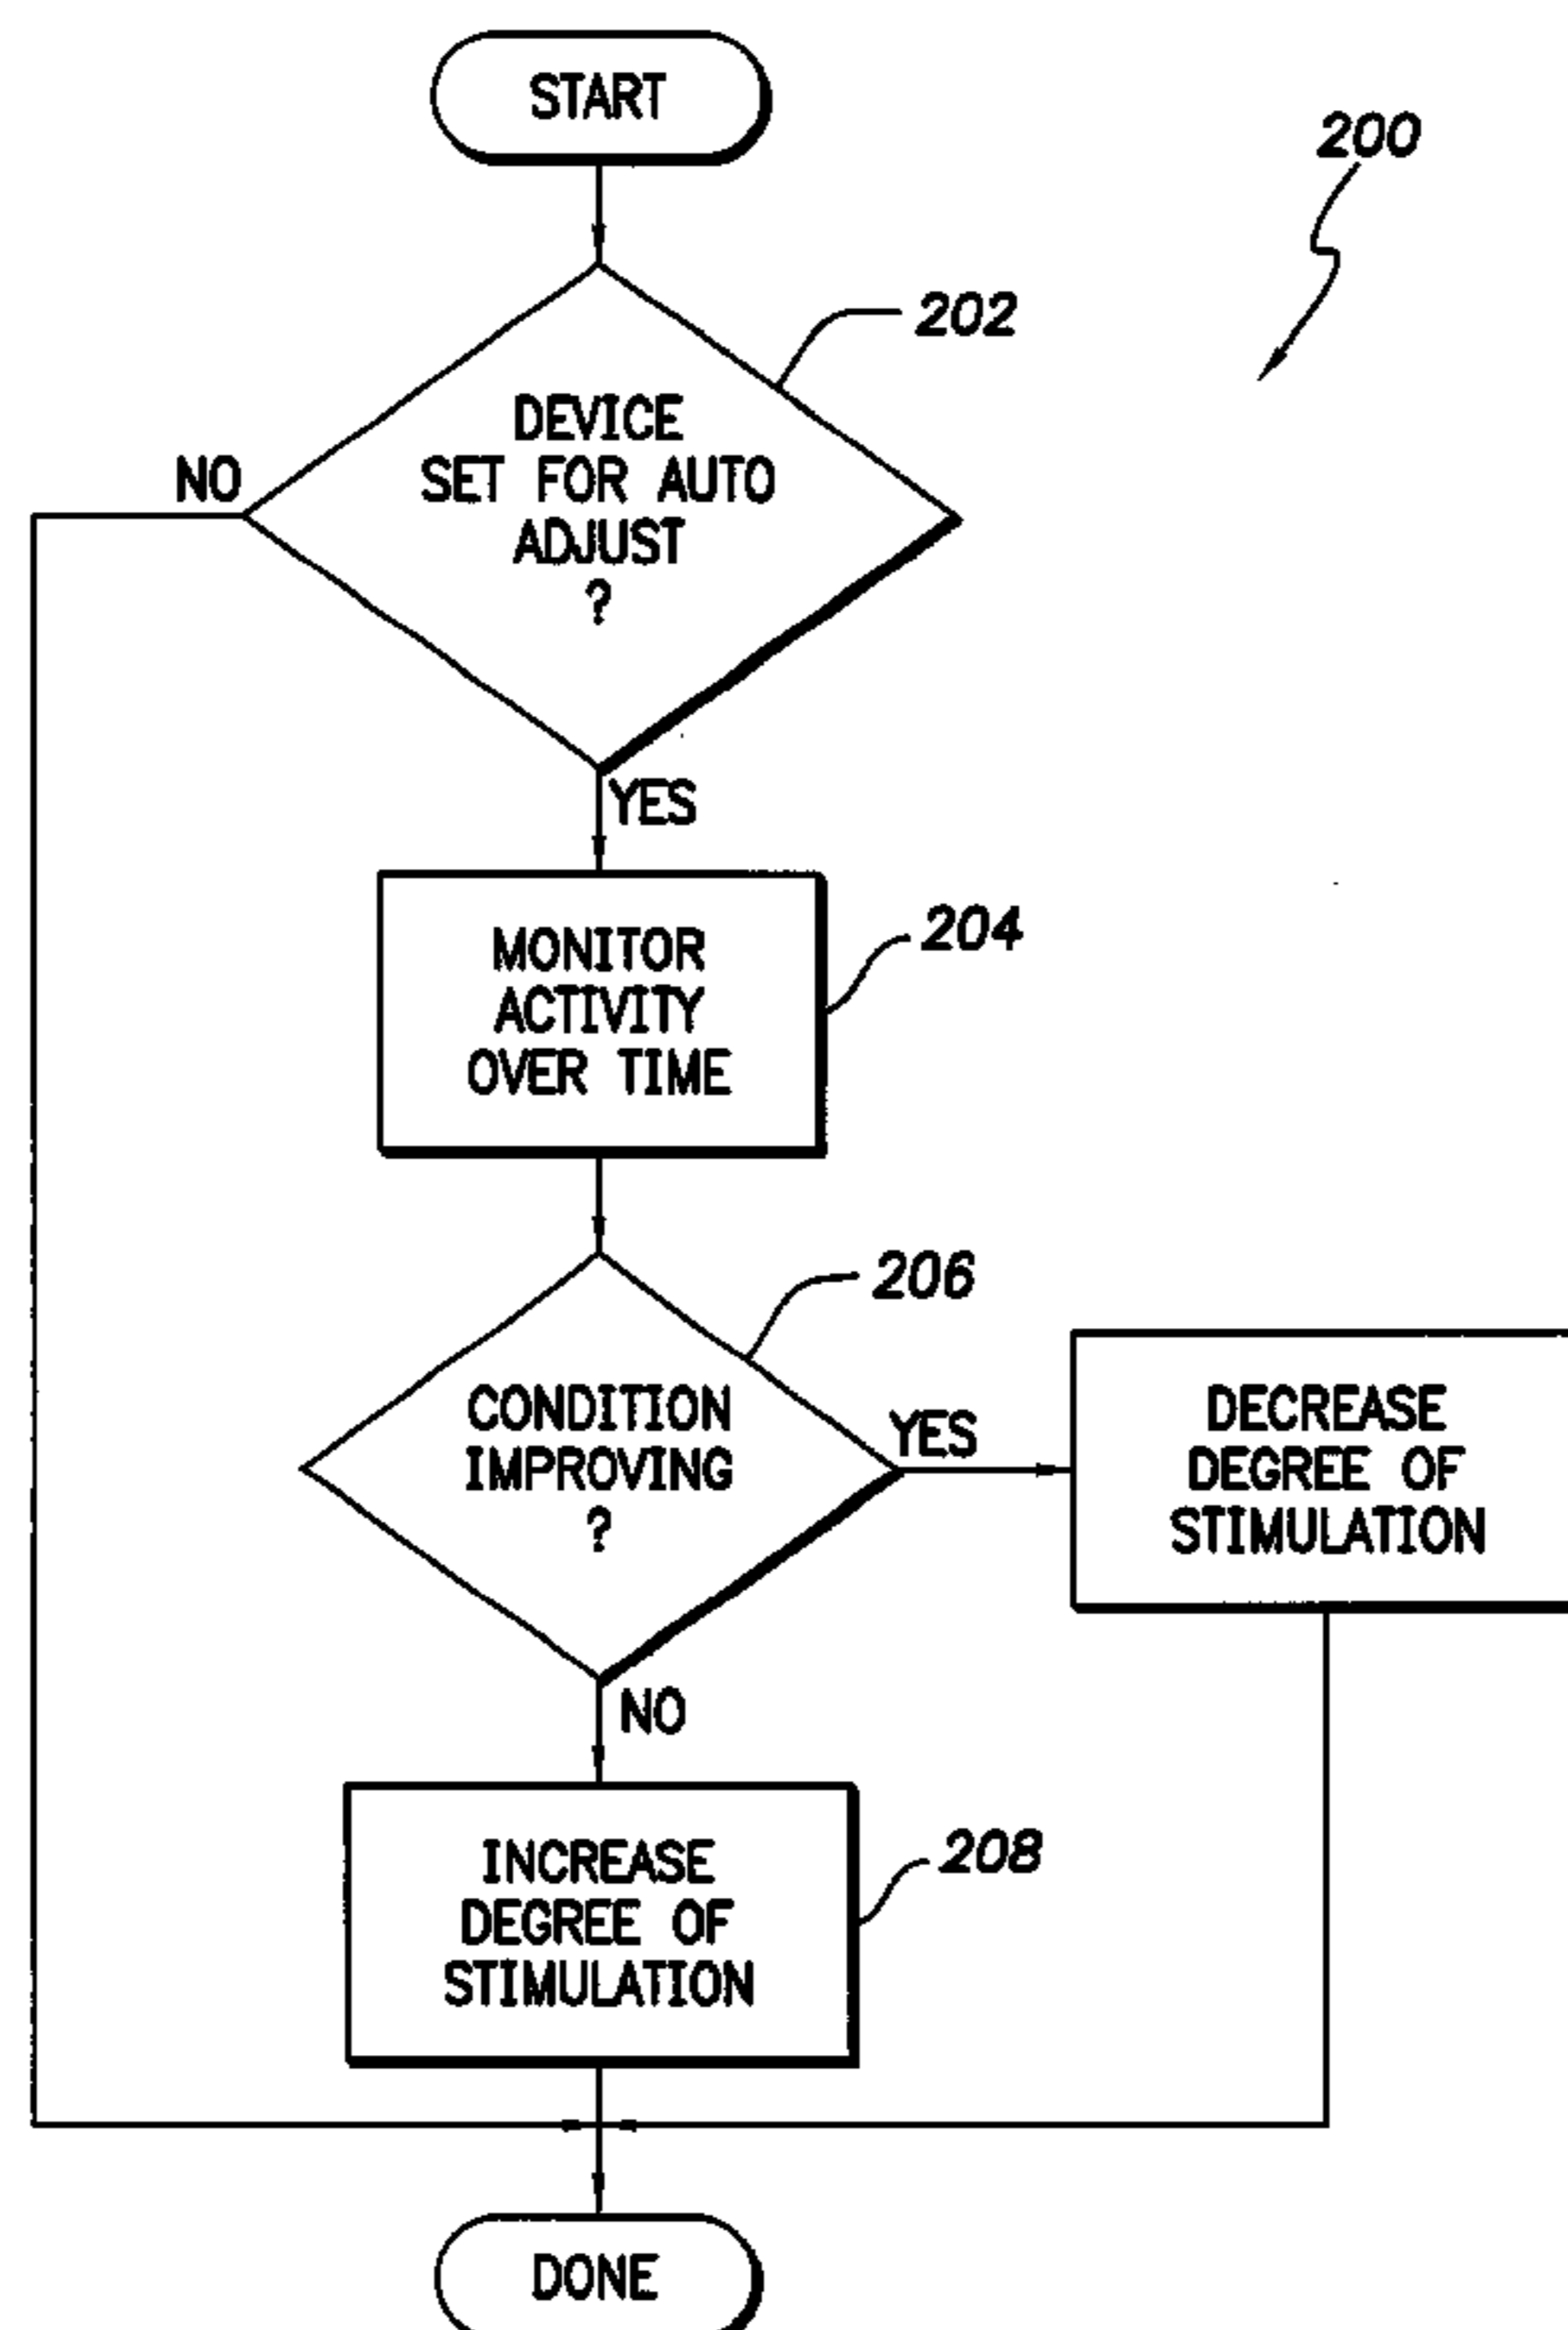 START
200
202
DEVICE
SET FOR AUTO
ADJUST
?
NO
YES
MONITOR
ACTIVITY
OVER TIME
204
206
CONDITION
IMPROVING
?
YES
DECREASE
DEGREE OF
STIMULATION
NO
INCREASE
DEGREE OF
STIMULATION
208
DONE